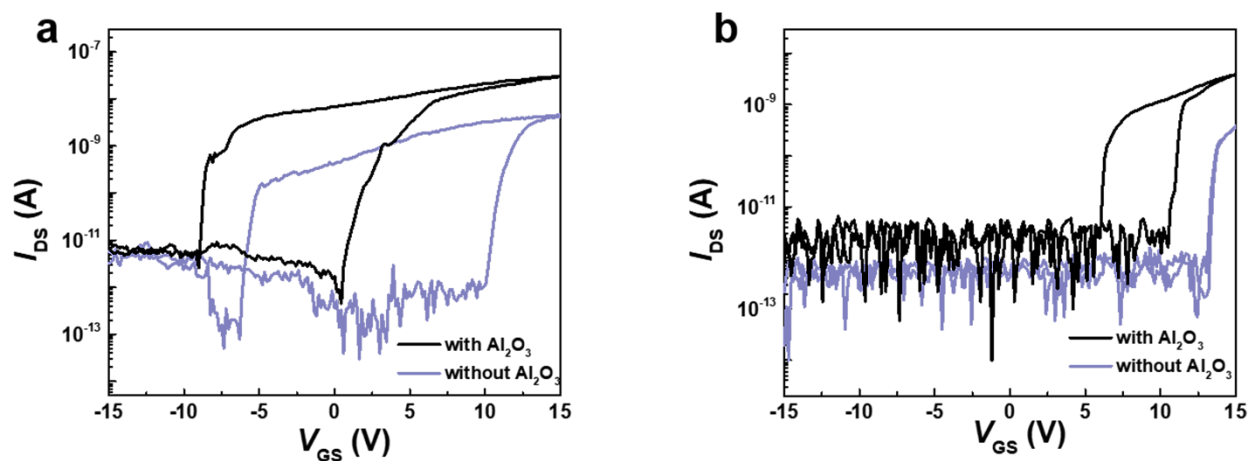 a
10⁻⁷
10⁻⁹
10⁻¹¹
10⁻¹³
I_DS (A)
-15 -10 -5 0 5 10 15
V_GS (V)
with Al₂O₃
without Al₂O₃
b
10⁻⁹
10⁻¹¹
10⁻¹³
I_DS (A)
-15 -10 -5 0 5 10 15
V_GS (V)
with Al₂O₃
without Al₂O₃